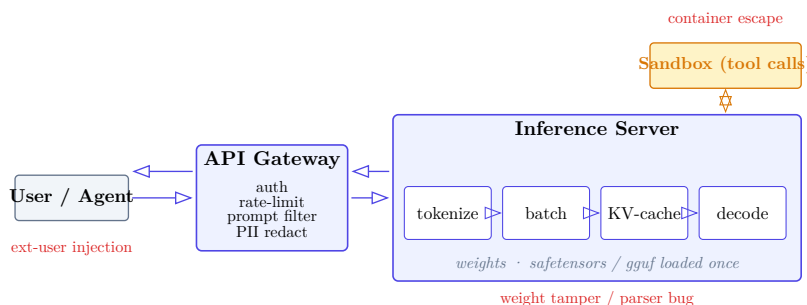 container escape
Sandbox (tool calls)
Inference Server
API Gateway
auth
rate-limit
prompt filter
PII redact
User / Agent
ext-user injection
tokenize
batch
KV-cache
decode
weights · safetensors / gguf loaded once
weight tamper / parser bug